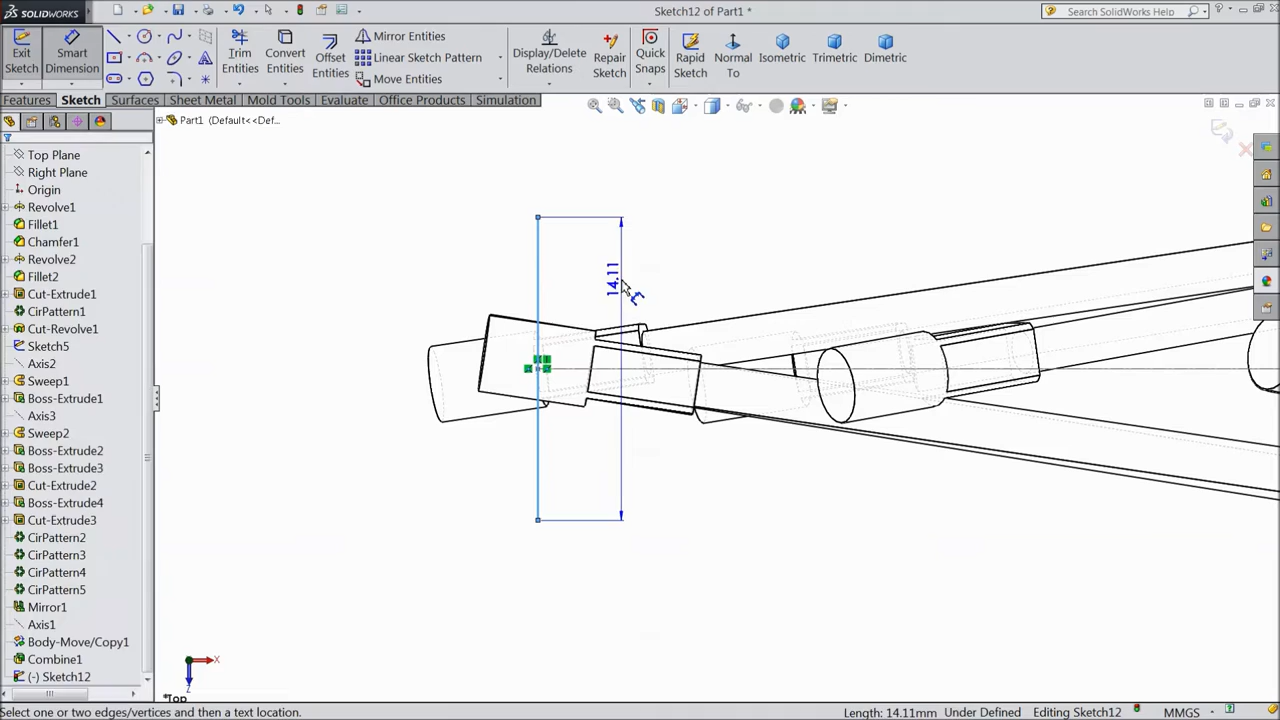 SOLIDWORKS
Sketch12 of Part1 *
Search SolidWorks Help
Exit Sketch
Smart Dimension
Trim Entities
Convert Entities
Offset Entities
Mirror Entities
Linear Sketch Pattern
Move Entities
Display/Delete Relations
Repair Sketch
Quick Snaps
Rapid Sketch
Normal To
Isometric
Trimetric
Dimetric
Features
Sketch
Surfaces
Sheet Metal
Mold Tools
Evaluate
Office Products
Simulation
Part1 (Default<<Def...
Top Plane
Right Plane
Origin
Revolve1
Fillet1
Chamfer1
Revolve2
Fillet2
Cut-Extrude1
CirPattern1
Cut-Revolve1
Sketch5
Axis2
Sweep1
Boss-Extrude1
Axis3
Sweep2
Boss-Extrude2
Boss-Extrude3
Cut-Extrude2
Boss-Extrude4
Cut-Extrude3
CirPattern2
CirPattern3
CirPattern4
CirPattern5
Mirror1
Axis1
Body-Move/Copy1
Combine1
(-) Sketch12
14.11
X
Z
*Top
Select one or two edges/vertices and then a text location.
Length: 14.11mm
Under Defined
Editing Sketch12
MMGS